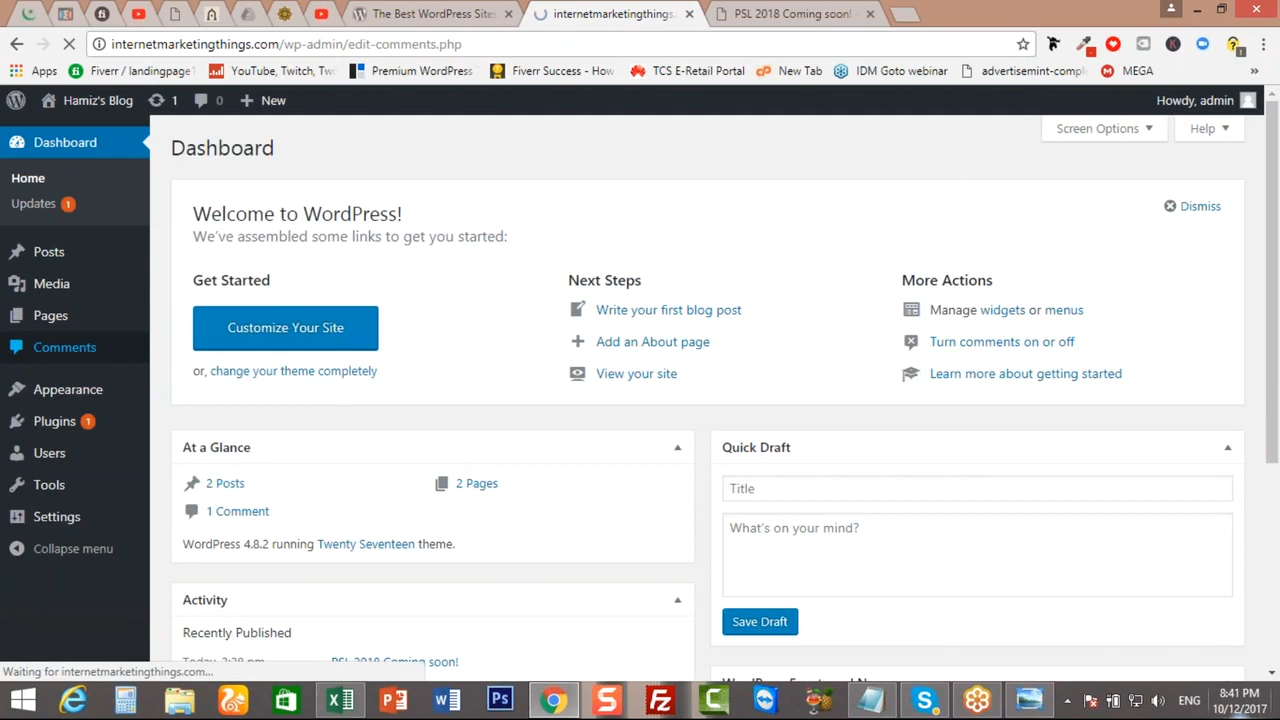 The Best WordPress Sites
internetmarketingthings.
PSL 2018 Coming soon!
internetmarketingthings.com/wp-admin/edit-comments.php
Apps
Fiverr / landingpage
YouTube, Twitch, Twi
Premium WordPress
Fiverr Success - How
TCS E-Retail Portal
New Tab
IDM Goto webinar
advertisemint-comple
MEGA
Hamiz's Blog
1
0
New
Howdy, admin
Dashboard
Home
Updates 1
Posts
Media
Pages
Comments
Appearance
Plugins 1
Users
Tools
Settings
Collapse menu
Dashboard
Screen Options
Help
Welcome to WordPress!
Dismiss
We've assembled some links to get you started:
Get Started
Customize Your Site
or, change your theme completely
Next Steps
Write your first blog post
Add an About page
View your site
More Actions
Manage widgets or menus
Turn comments on or off
Learn more about getting started
At a Glance
2 Posts
2 Pages
1 Comment
WordPress 4.8.2 running Twenty Seventeen theme.
Activity
Recently Published
Today, 3:28 pm
PSL 2018 Coming soon!
Quick Draft
Title
What's on your mind?
Save Draft
Waiting for internetmarketingthings.com...
ENG
8:41 PM
10/12/2017